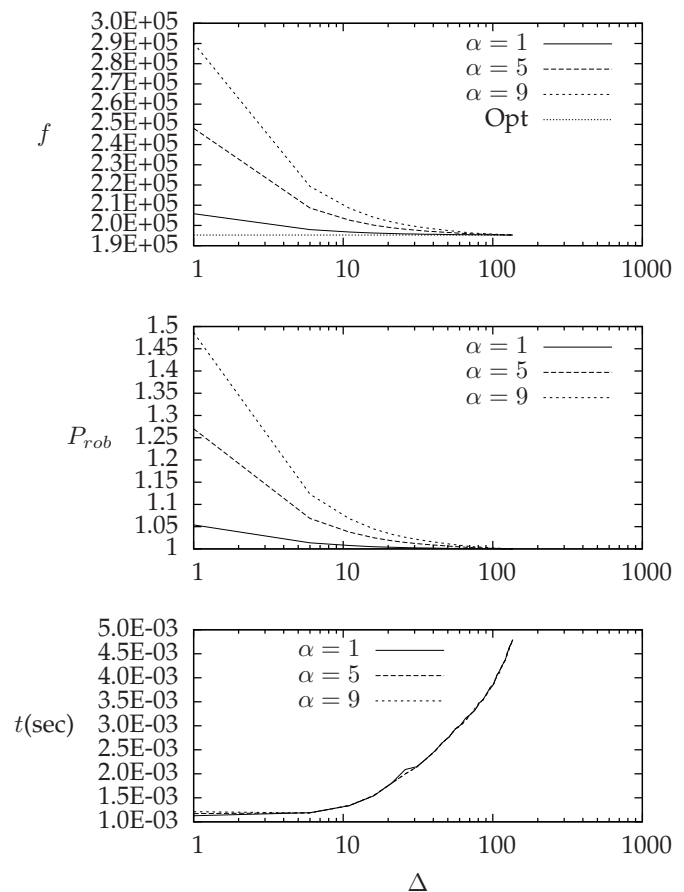 3.0E+05
2.9E+05
2.8E+05
2.7E+05
2.6E+05
2.5E+05
2.4E+05
2.3E+05
2.2E+05
2.1E+05
2.0E+05
1.9E+05
f
α = 1
α = 5
α = 9
Opt
1 10 100 1000
1.5
1.45
1.4
1.35
1.3
1.25
1.2
1.15
1.1
1.05
1
P_{rob}
α = 1
α = 5
α = 9
1 10 100 1000
5.0E-03
4.5E-03
4.0E-03
3.5E-03
3.0E-03
2.5E-03
2.0E-03
1.5E-03
1.0E-03
t(sec)
α = 1
α = 5
α = 9
1 10 100 1000
Δ